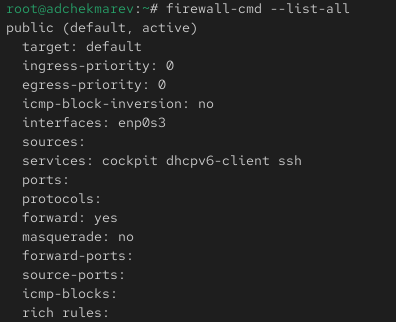 root@adchekmarev:~# firewall-cmd --list-all
public (default, active)
  target: default
  ingress-priority: 0
  egress-priority: 0
  icmp-block-inversion: no
  interfaces: enp0s3
  sources:
  services: cockpit dhcpv6-client ssh
  ports:
  protocols:
  forward: yes
  masquerade: no
  forward-ports:
  source-ports:
  icmp-blocks:
  rich rules: